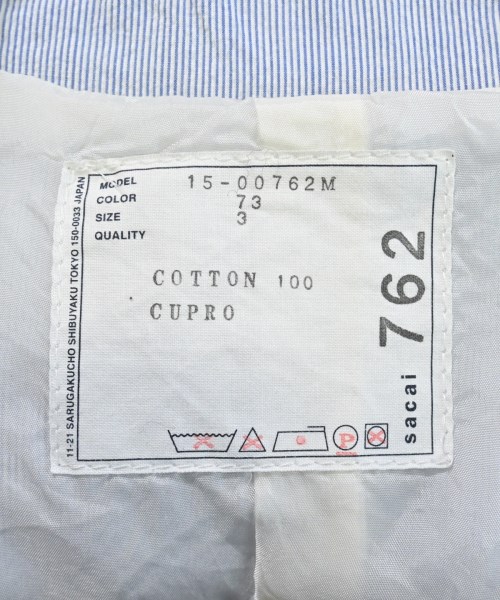 MODEL 15-00762M
COLOR 73
SIZE 3
QUALITY
COTTON 100
CUPRO
sacai 762
11-21 SARUGAKUCHO SHIBUYAKU TOKYO 150-0033 JAPAN
P